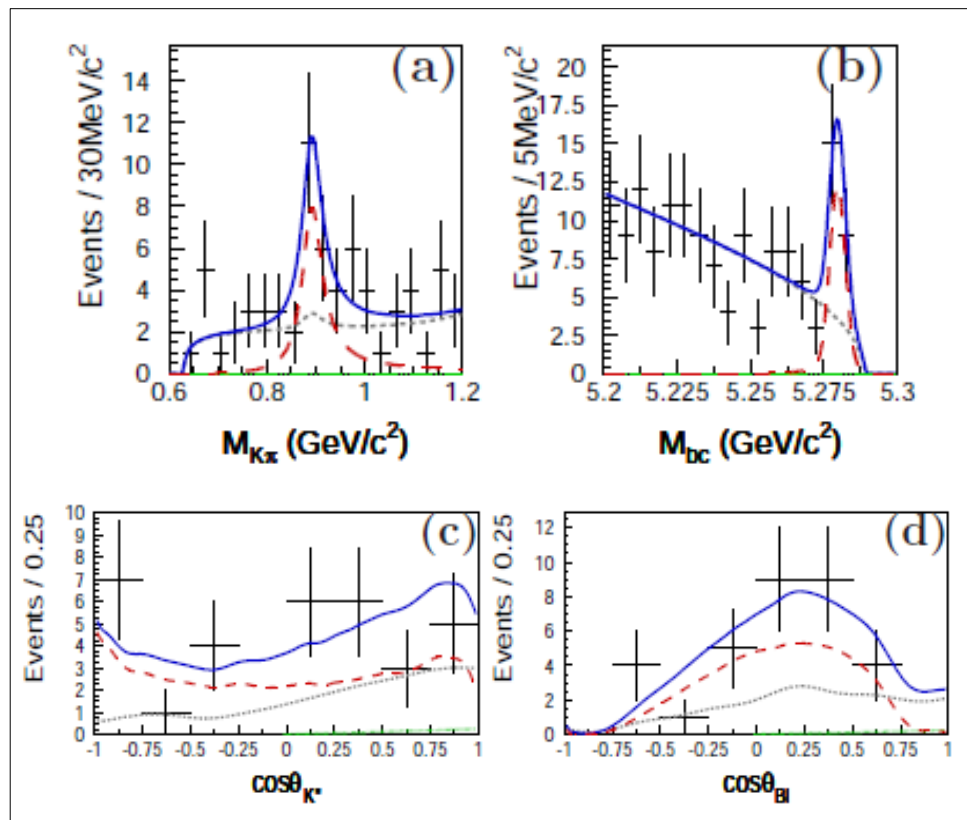 (a)
Events / 30MeV/c²
14
12
10
8
6
4
2
0
0.6 0.8 1 1.2
M_Kπ (GeV/c²)
(b)
Events / 5MeV/c²
20
17.5
15
12.5
10
7.5
5
2.5
0
5.2 5.225 5.25 5.275 5.3
M_bc (GeV/c²)
(c)
Events / 0.25
10
9
8
7
6
5
4
3
2
1
0
-1 -0.75 -0.5 -0.25 0 0.25 0.5 0.75 1
cosθ_K*
(d)
Events / 0.25
12
10
8
6
4
2
0
-1 -0.75 -0.5 -0.25 0 0.25 0.5 0.75 1
cosθ_Bl